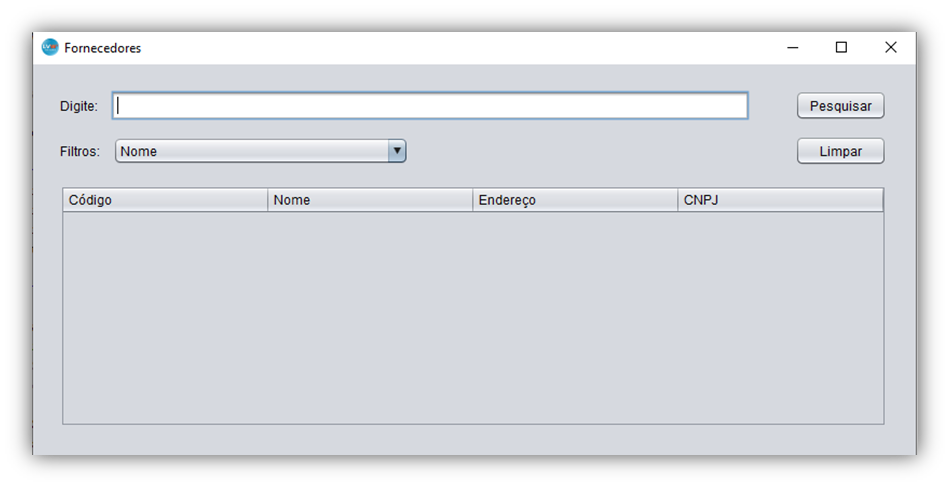 Fornecedores
Digite:
Pesquisar
Filtros: Nome
Limpar
Código Nome Endereço CNPJ